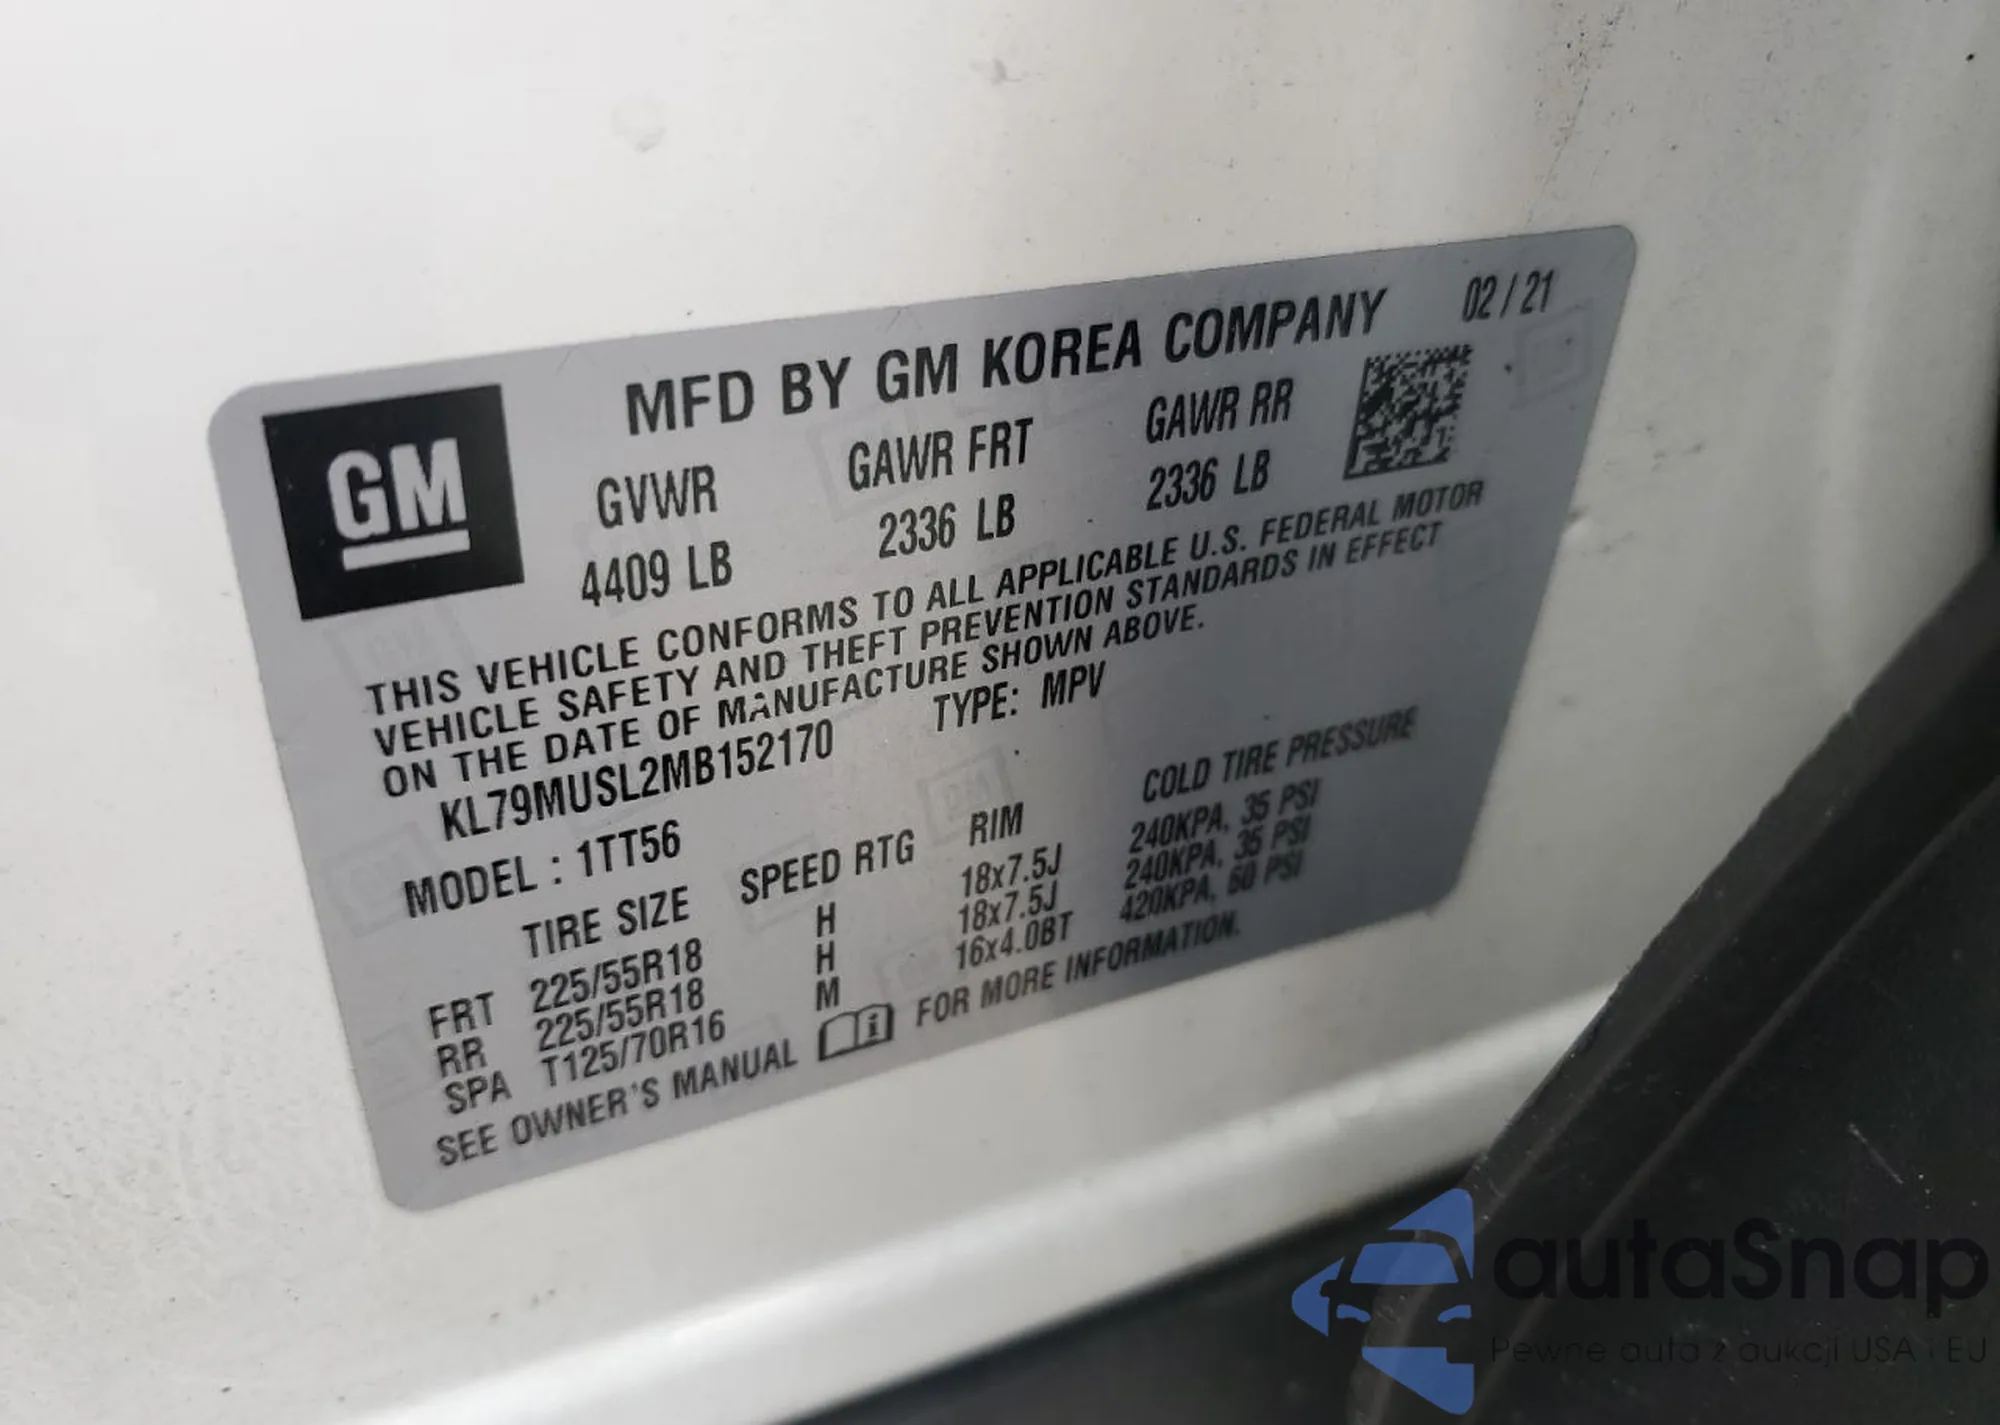 MFD BY GM KOREA COMPANY 02/21
GM
GVWR GAWR FRT GAWR RR
4409 LB 2336 LB 2336 LB
THIS VEHICLE CONFORMS TO ALL APPLICABLE U.S. FEDERAL MOTOR
VEHICLE SAFETY AND THEFT PREVENTION STANDARDS IN EFFECT
ON THE DATE OF MANUFACTURE SHOWN ABOVE.
KL79MUSL2MB152170 TYPE: MPV
MODEL : 1TT56
TIRE SIZE SPEED RTG RIM COLD TIRE PRESSURE
FRT 225/55R18 H 18x7.5J 240KPA, 35 PSI
RR 225/55R18 H 18x7.5J 240KPA, 35 PSI
SPA T125/70R16 M 16x4.0BT 420KPA, 60 PSI
SEE OWNER'S MANUAL FOR MORE INFORMATION.
autaSnap
Pewne auta z aukcji USA i EU